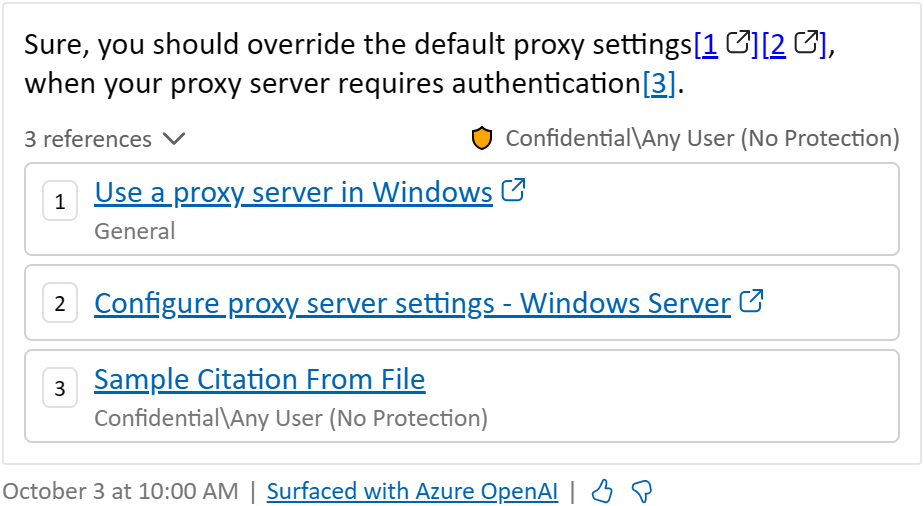 Sure, you should override the default proxy settings[1][2],
when your proxy server requires authentication[3].
3 references
Confidential\Any User (No Protection)
1
Use a proxy server in Windows
General
2
Configure proxy server settings - Windows Server
3
Sample Citation From File
Confidential\Any User (No Protection)
October 3 at 10:00 AM | Surfaced with Azure OpenAI |